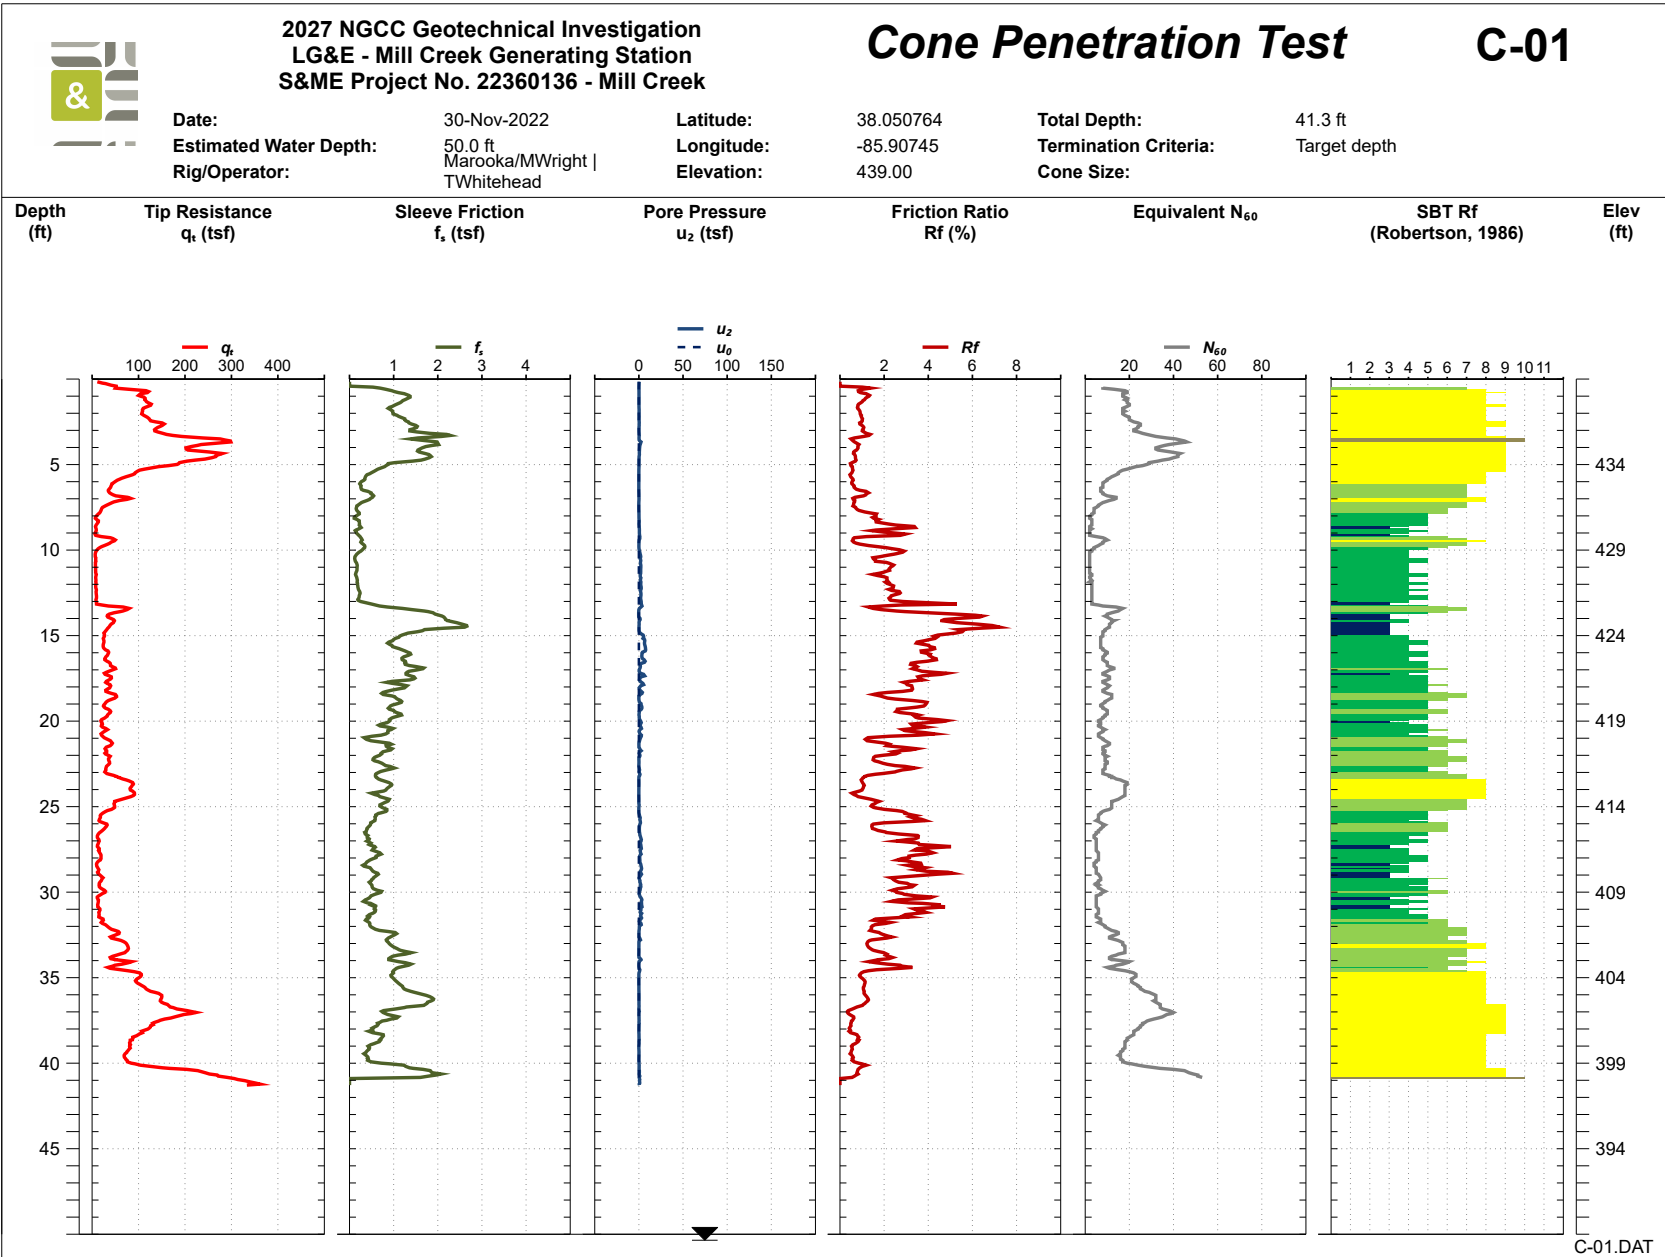 2027 NGCC Geotechnical Investigation
LG&E - Mill Creek Generating Station
S&ME Project No. 22360136 - Mill Creek
Cone Penetration Test
C-01
&
Date: 30-Nov-2022 Latitude: 38.050764 Total Depth: 41.3 ft
Estimated Water Depth: 50.0 ft Longitude: -85.90745 Termination Criteria: Target depth
Rig/Operator: Marooka/MWright | Elevation: 439.00 Cone Size:
TWhitehead
Depth Tip Resistance Sleeve Friction Pore Pressure Friction Ratio Equivalent N₆₀ SBT Rf Elev
(ft) qₜ (tsf) fₛ (tsf) u₂ (tsf) Rf (%) (Robertson, 1986) (ft)
u₂
qₜ fₛ u₀ Rf N₆₀
100 200 300 400 1 2 3 4 0 50 100 150 2 4 6 8 20 40 60 80 1 2 3 4 5 6 7 8 9 10 11
5 434
10 429
15 424
20 419
25 414
30 409
35 404
40 399
45 394
C-01.DAT